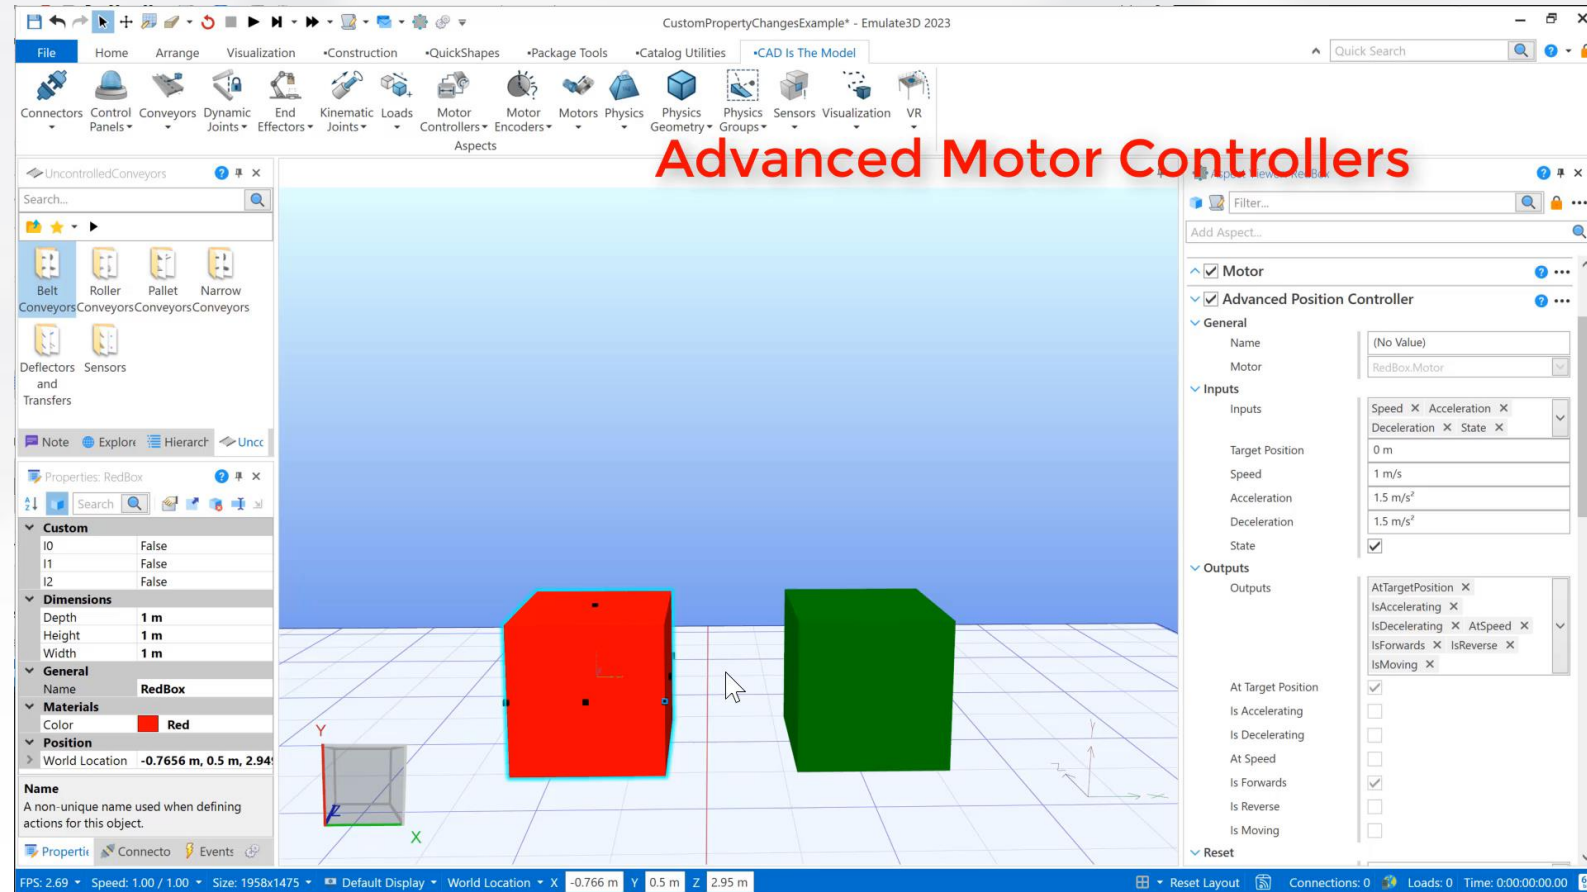 CustomPropertyChangesExample* - Emulate3D 2023
File Home Arrange Visualization •Construction •QuickShapes •Package Tools •Catalog Utilities •CAD Is The Model
Quick Search
Connectors
Control Panels
Conveyors
Dynamic Joints
End Effectors
Kinematic Joints
Loads
Motor Controllers
Motor Encoders
Motors
Physics
Physics Geometry
Physics Groups
Sensors
Visualization
VR
Aspects
Advanced Motor Controllers
UncontrolledConveyors
Search...
Belt Conveyors
Roller Conveyors
Pallet Conveyors
Narrow Conveyors
Deflectors and Transfers
Sensors
Note Explore Hierarch Uncc
Properties: RedBox
Search
Custom
I0 False
I1 False
I2 False
Dimensions
Depth 1 m
Height 1 m
Width 1 m
General
Name RedBox
Materials
Color Red
Position
World Location -0.7656 m, 0.5 m, 2.949
Name
A non-unique name used when defining
actions for this object.
Propertie Connecto Events
Y
X
Filter...
Add Aspect...
Motor
Advanced Position Controller
General
Name (No Value)
Motor RedBox.Motor
Inputs
Inputs Speed × Acceleration ×
Deceleration × State ×
Target Position 0 m
Speed 1 m/s
Acceleration 1.5 m/s²
Deceleration 1.5 m/s²
State
Outputs
Outputs AtTargetPosition ×
IsAccelerating ×
IsDecelerating × AtSpeed ×
IsForwards × IsReverse ×
IsMoving ×
At Target Position
Is Accelerating
Is Decelerating
At Speed
Is Forwards
Is Reverse
Is Moving
Reset
FPS: 2.69 Speed: 1.00 / 1.00 Size: 1958x1475 Default Display World Location X -0.766 m Y 0.5 m Z 2.95 m Reset Layout Connections: 0 Loads: 0 Time: 0:00:00:00.00